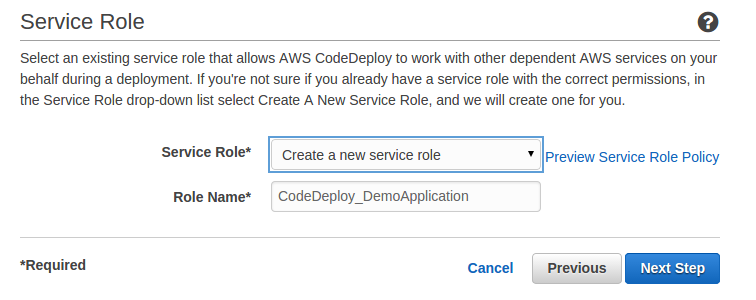 Service Role
?
Select an existing service role that allows AWS CodeDeploy to work with other dependent AWS services on your
behalf during a deployment. If you're not sure if you already have a service role with the correct permissions, in
the Service Role drop-down list select Create A New Service Role, and we will create one for you.
Service Role* Create a new service role Preview Service Role Policy
Role Name* CodeDeploy_DemoApplication
*Required Cancel Previous Next Step